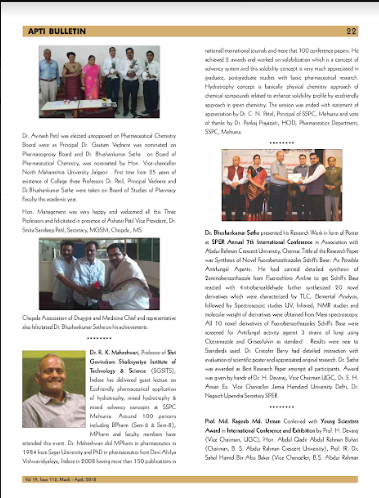 APTI BULLETIN
22
Dr. Avinash Patil was elected unopposed on Pharmaceutical Chemistry
Board were as Principal Dr. Gautam Vadnere was nominated on
Pharmacognosy Board and Dr. Bhushankumar Sathe on Board of
Pharmaceutical Chemistry, was nominated by Hon. Vice-chancellor
North Maharashtra University Jalgaon . First time from 25 years of
existence of College three Professors Dr. Patil, Principal Vadnere and
Dr.Bhushankumar Sathe were taken on Board of Studies of Pharmacy
Faculty this academic year.
Hon. Management was very happy and welcomed all this Three
Professors and felicitated in presence of Ashatai Patil Vice President, Dr.
Smita Sandeep Patil, Secretary, MGSM, Chopda., MS.
Chopda Association of Druggist and Medicine Chief and representative
also felicitated Dr. Bhushankumar Sathe on his achievements.
********
Dr. R. K. Maheshwari, Professor of Shri
Govindram Shaksaryia Institute of
Technology & Science (SGSITS),
Indore has delivered guest lecture on
Ecofriendly pharmaceutical application
of hydrotropy, mixed hydrotropy &
mixed solvency concepts at SSPC
Mehsana. Around 100 persons
including BPharm (Sem-6 & Sem-8),
MPharm and faculty members have
attended this event. Dr. Maheshwari did MPharm in pharmaceutics in
1984 from Sagar University and PhD in pharmaceutics from Devi Ahilya
Vishwavidyalaya, Indore in 2008 having more than 150 publications in
national/international journals and more that 100 conference papers. He
achieved 2 awards and worked on solubilization which is a concept of
solvency system and this solubility concept is very much appreciated in
graduate, postgraduate studies with basic pharmaceutical research.
Hydrotropy concept is basically physical chemistry approach of
chemical compounds related to enhance solubility profile by ecofriendly
approach in green chemistry. The session was ended with statement of
appreciation by Dr. C. N. Patel, Principal of SSPC, Mehsana and vote
of thanks by Dr. Pankaj Prajapati, HOD, Pharmaceutics Department,
SSPC, Mehsana.
********
Dr. Bhushankumar Sathe presented his Research Work in form of Poster
at SPER Annual 7th International Conference in Association with
Abdur Rahman Crescent University, Chennai. Title of the Research Paper
was Synthesis of Novel Fluorobenzothiazoles Schiff's Base: As Possible
Antifungal Agents. He had carried detailed synthesis of
from Fluorochloro Aniline to get Schiff's Base
reacted with further synthesized 20 novel
derivatives which were characterized by TLC, Elemental Analysis,
followed by Spectroscopic studies UV, Infrared, NMR studies and
molecular weight of derivatives were obtained from Mass spectroscopy.
All 10 novel derivatives of Fluorobenzothiazoles Schiff's Base were
screened for Antifungal activity against 3 strains of fungi using
Clotrimazole and Griseofulvin as standard . Results were near to
Standards used. Dr. Cristofer Barry had detailed interaction with
evaluation of scientific poster and appreciated original research. Dr. Sathe
was awarded as Best Research Paper amongst all participants. Award
was given by hands of Dr. H. Devaraj, Vice Chairman UGC, Dr. S. H.
Ansari Ex. Vice Chancellor Jamia Hamdard University Delhi, Dr.
Nagarch Upendra Secretary SPER.
********
Prof. Md. Rageeb Md. Usman Conferred with Young Scientists
Award in International Conference and Exhibition by Prof. H. Devaraj
(Vice Chairman, UGC), Hon. Abdul Qadir Abdul Rahman Buhari
(Chairman, B. S. Abdur Rahman Crescent University), Prof. IR. Dr.
Sahol Hamid Bin Abu Bakar (Vice Chancellor, B.S. Abdur Rahman
Vol 19, Issue 112, March - April, 2018